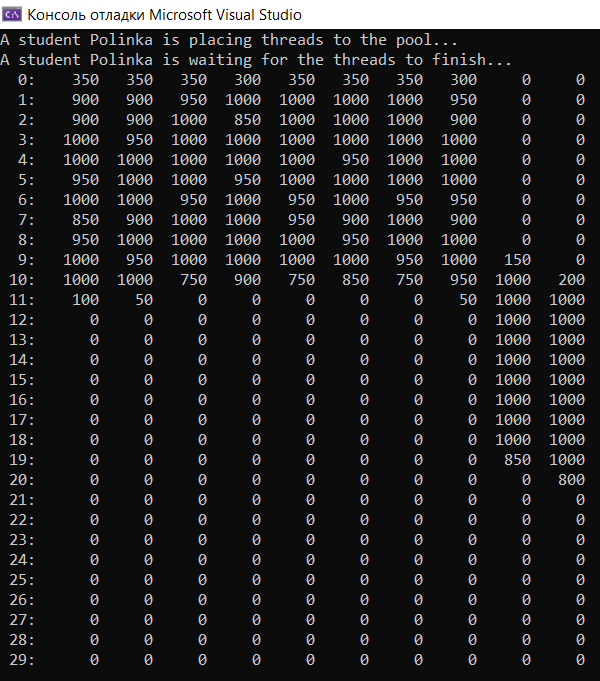 Консоль отладки Microsoft Visual Studio
A student Polinka is placing threads to the pool...
A student Polinka is waiting for the threads to finish...
0: 350 350 350 300 350 350 350 300 0 0
1: 900 900 950 1000 1000 1000 1000 950 0 0
2: 900 900 1000 850 1000 1000 1000 900 0 0
3: 1000 950 1000 1000 1000 1000 1000 1000 0 0
4: 1000 1000 1000 1000 1000 950 1000 1000 0 0
5: 950 1000 1000 950 1000 1000 1000 1000 0 0
6: 1000 1000 950 1000 950 1000 950 950 0 0
7: 850 900 1000 1000 950 900 1000 900 0 0
8: 950 1000 1000 1000 1000 950 1000 1000 0 0
9: 1000 950 1000 1000 1000 1000 950 1000 150 0
10: 1000 1000 750 900 750 850 750 950 1000 200
11: 100 50 0 0 0 0 0 50 1000 1000
12: 0 0 0 0 0 0 0 0 1000 1000
13: 0 0 0 0 0 0 0 0 1000 1000
14: 0 0 0 0 0 0 0 0 1000 1000
15: 0 0 0 0 0 0 0 0 1000 1000
16: 0 0 0 0 0 0 0 0 1000 1000
17: 0 0 0 0 0 0 0 0 1000 1000
18: 0 0 0 0 0 0 0 0 1000 1000
19: 0 0 0 0 0 0 0 0 850 1000
20: 0 0 0 0 0 0 0 0 0 800
21: 0 0 0 0 0 0 0 0 0 0
22: 0 0 0 0 0 0 0 0 0 0
23: 0 0 0 0 0 0 0 0 0 0
24: 0 0 0 0 0 0 0 0 0 0
25: 0 0 0 0 0 0 0 0 0 0
26: 0 0 0 0 0 0 0 0 0 0
27: 0 0 0 0 0 0 0 0 0 0
28: 0 0 0 0 0 0 0 0 0 0
29: 0 0 0 0 0 0 0 0 0 0